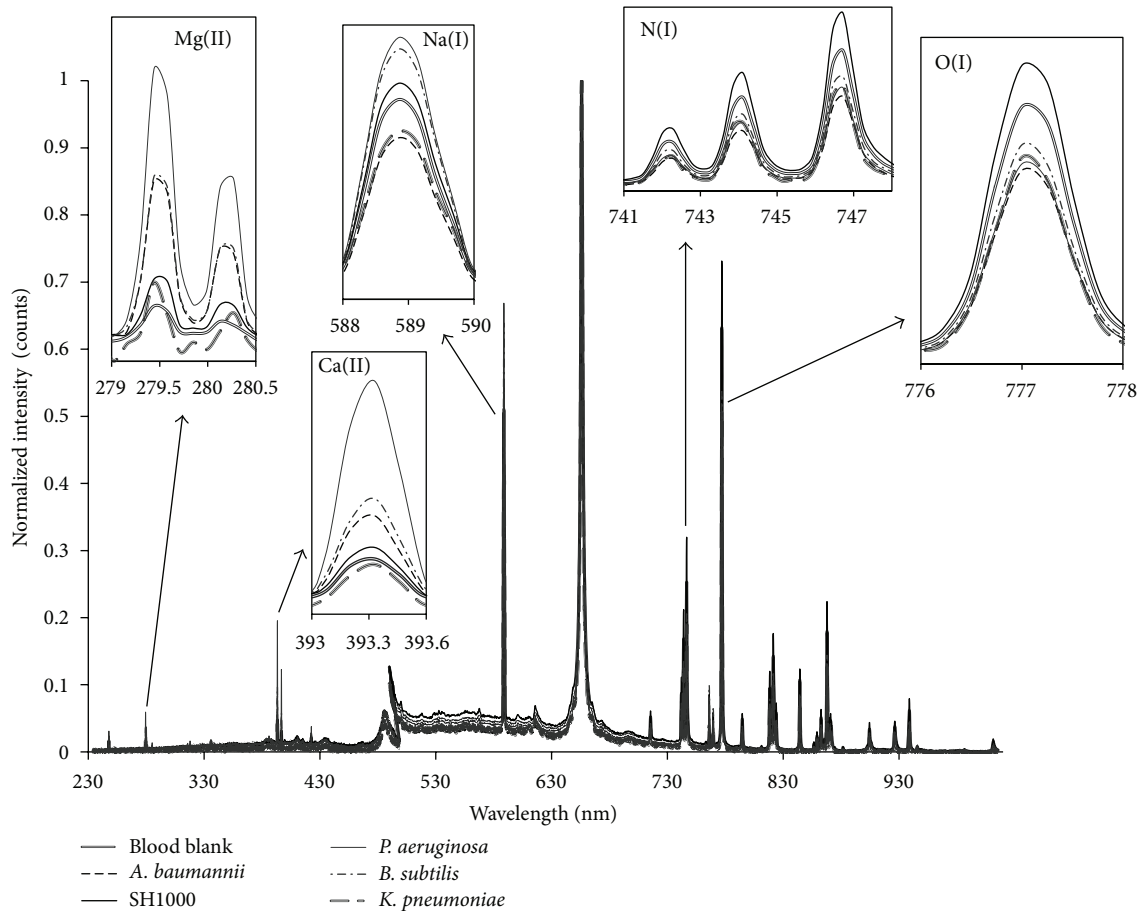 Mg(II)
279 279.5 280 280.5
Na(I)
588 589 590
Ca(II)
393 393.3 393.6
N(I)
741 743 745 747
O(I)
776 777 778
Normalized intensity (counts)
1
0.9
0.8
0.7
0.6
0.5
0.4
0.3
0.2
0.1
0
230 330 430 530 630 730 830 930
Wavelength (nm)
Blood blank
A. baumannii
SH1000
P. aeruginosa
B. subtilis
K. pneumoniae